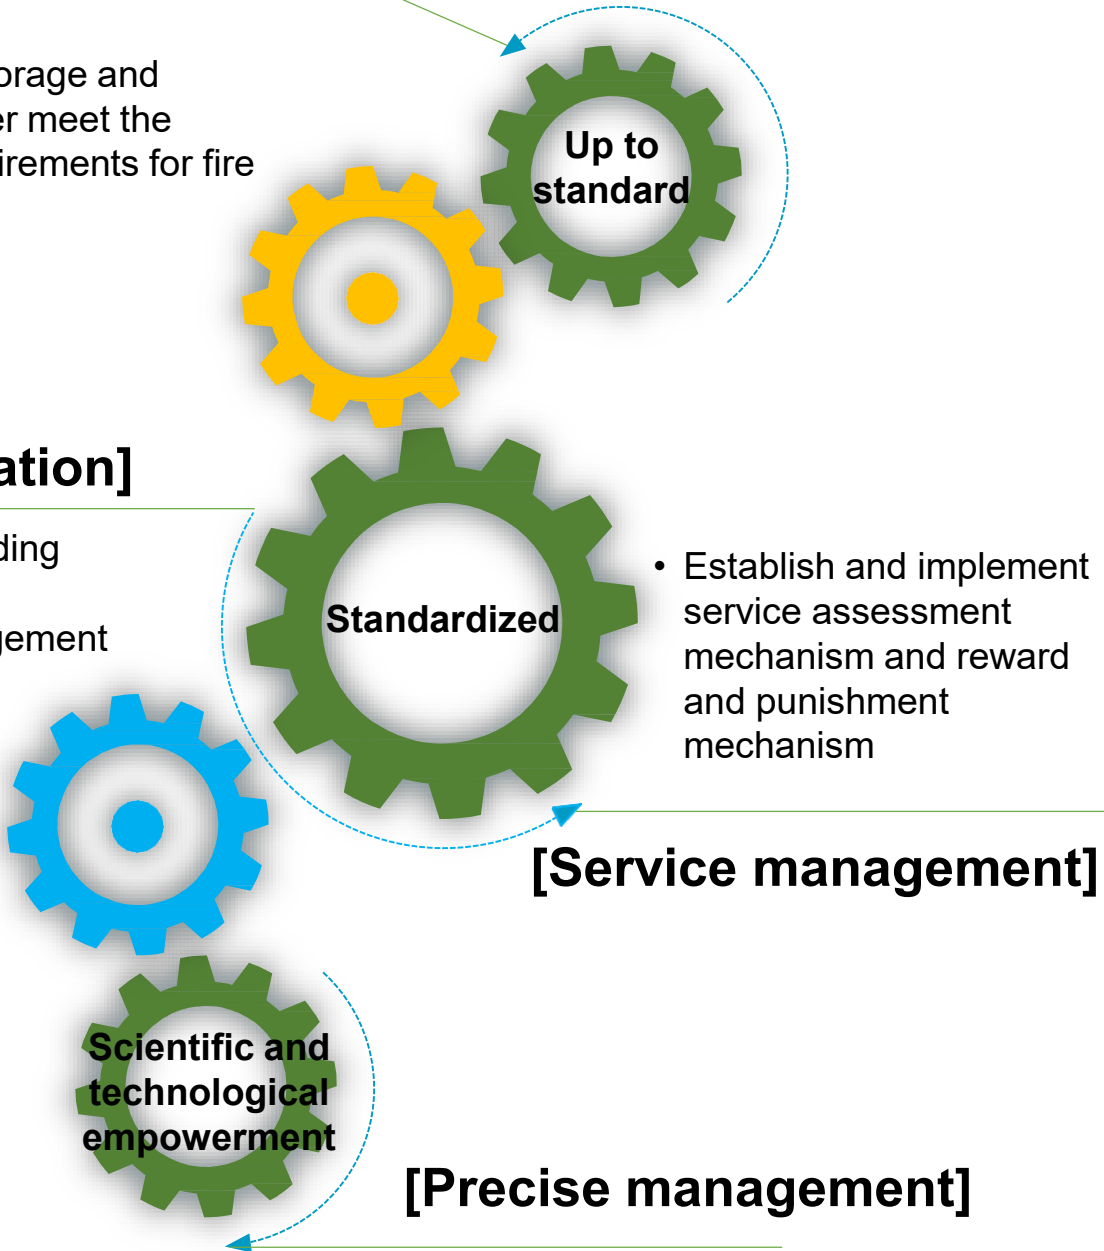 orage and
er meet the
irements for fire
Up to
standard
ation]
ding
gement
Standardized
• Establish and implement
service assessment
mechanism and reward
and punishment
mechanism
[Service management]
Scientific and
technological
empowerment
[Precise management]